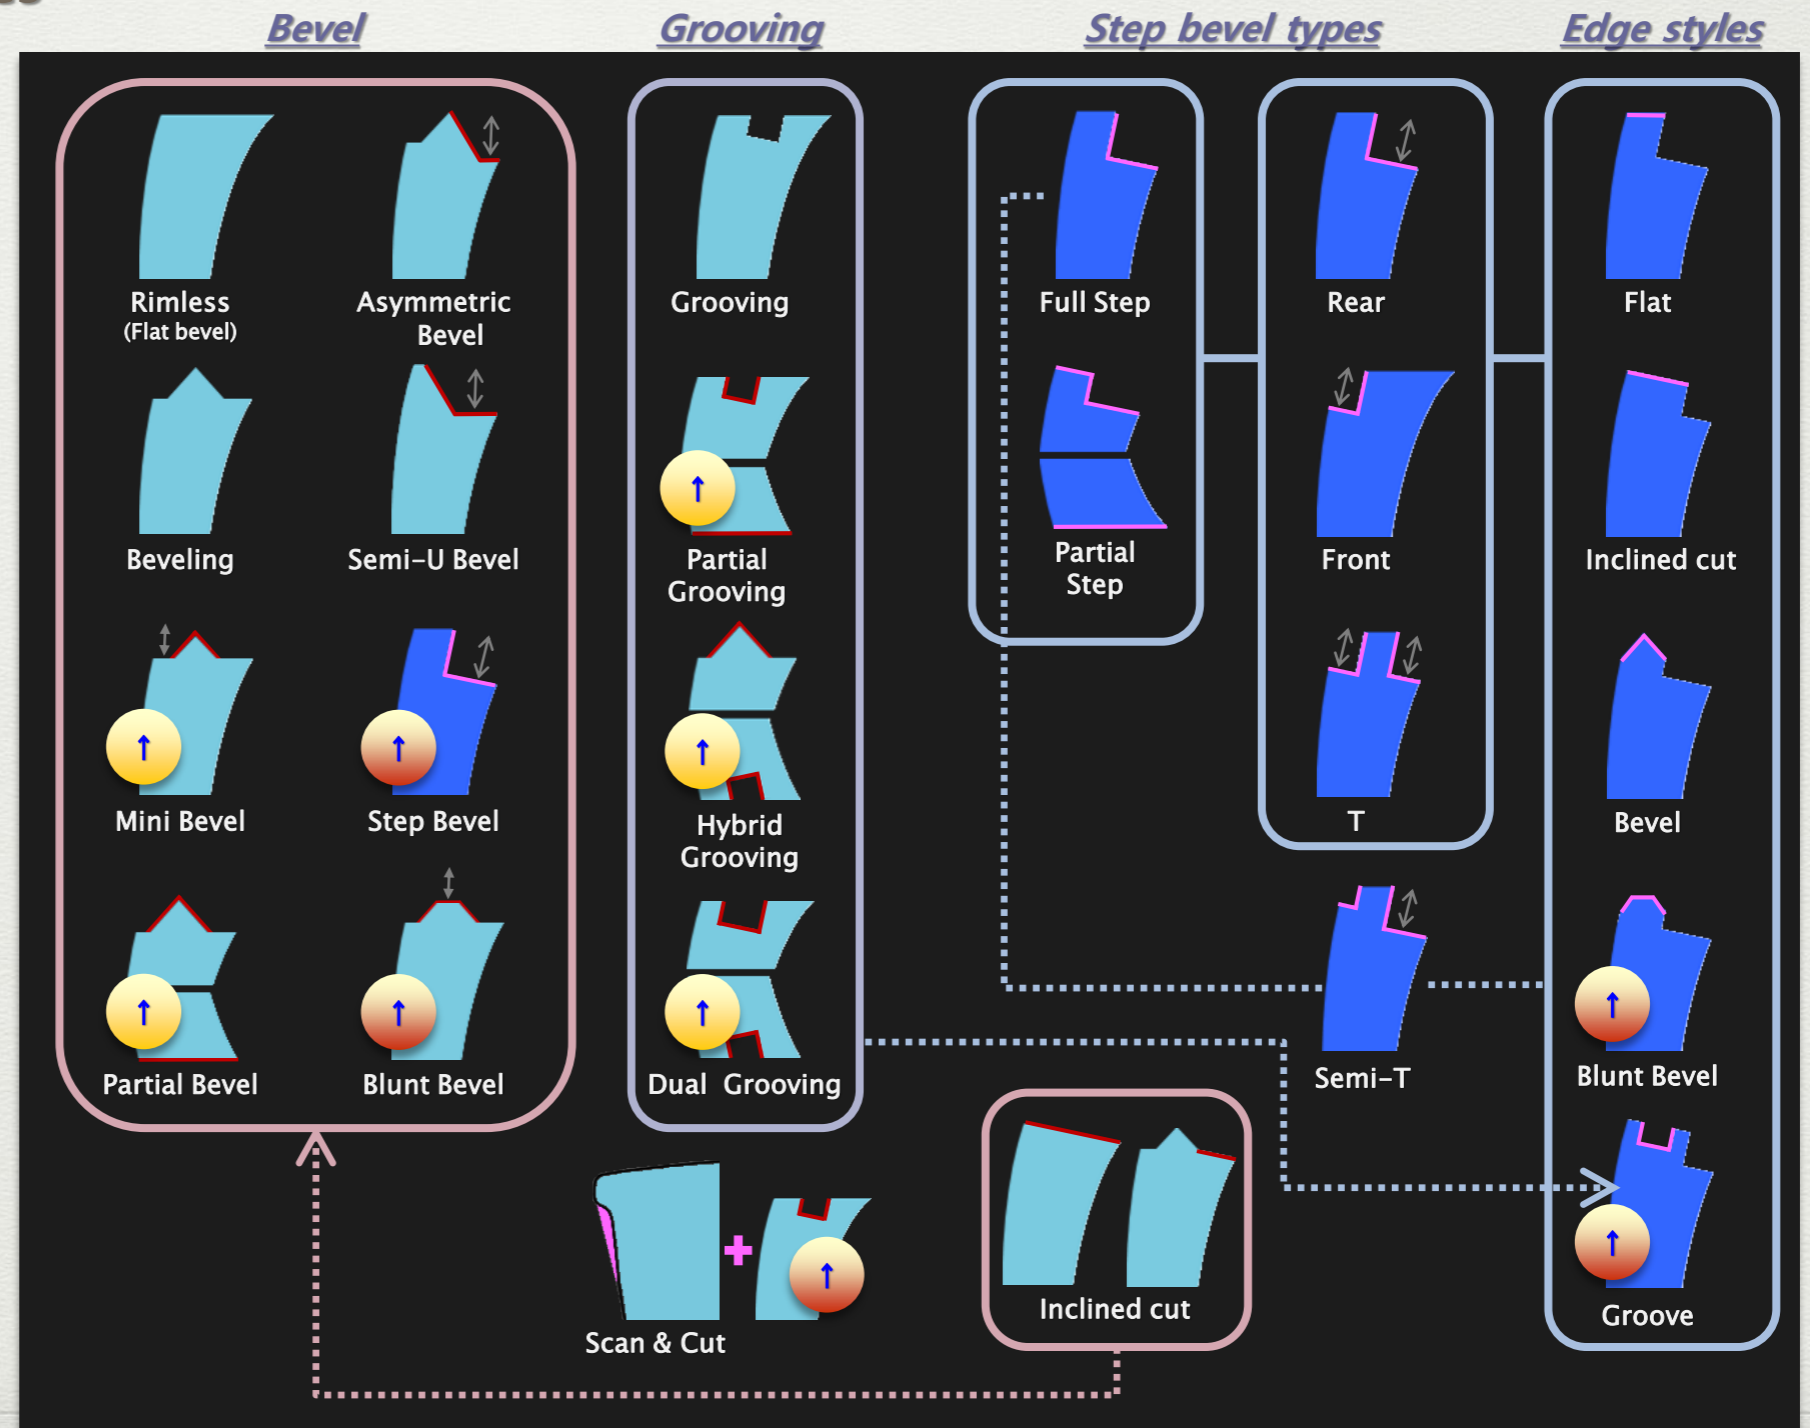 Bevel
Grooving
Step bevel types
Edge styles
Rimless
(Flat bevel)
Asymmetric
Bevel
Grooving
Full Step
Rear
Flat
Beveling
Semi-U Bevel
Partial
Grooving
Partial
Step
Front
Inclined cut
Mini Bevel
Step Bevel
Hybrid
Grooving
T
Bevel
Partial Bevel
Blunt Bevel
Dual Grooving
Semi-T
Blunt Bevel
Scan & Cut
Inclined cut
Groove